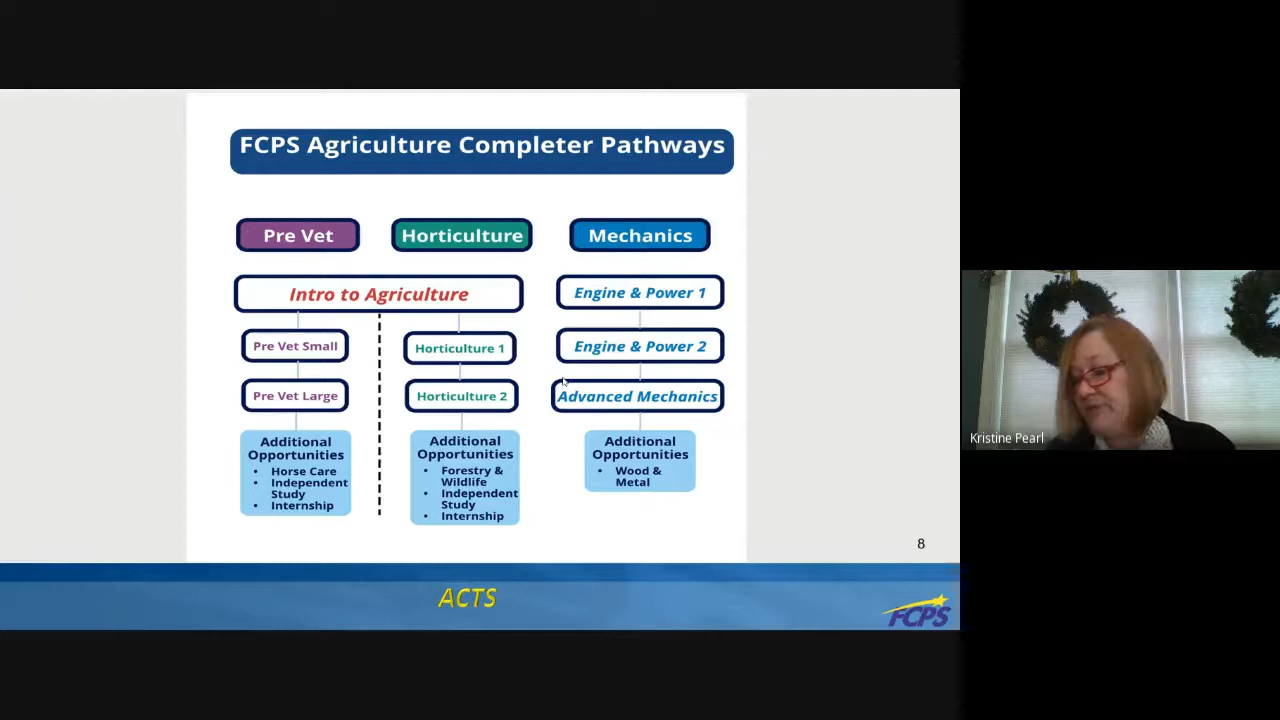 FCPS Agriculture Completer Pathways
Pre Vet
Horticulture
Mechanics
Intro to Agriculture
Engine & Power 1
Pre Vet Small
Horticulture 1
Engine & Power 2
Pre Vet Large
Horticulture 2
Advanced Mechanics
Additional
Opportunities
• Horse Care
• Independent
Study
• Internship
Additional
Opportunities
• Forestry &
Wildlife
• Independent
Study
• Internship
Additional
Opportunities
• Wood &
Metal
8
ACTS
FCPS
Kristine Pearl